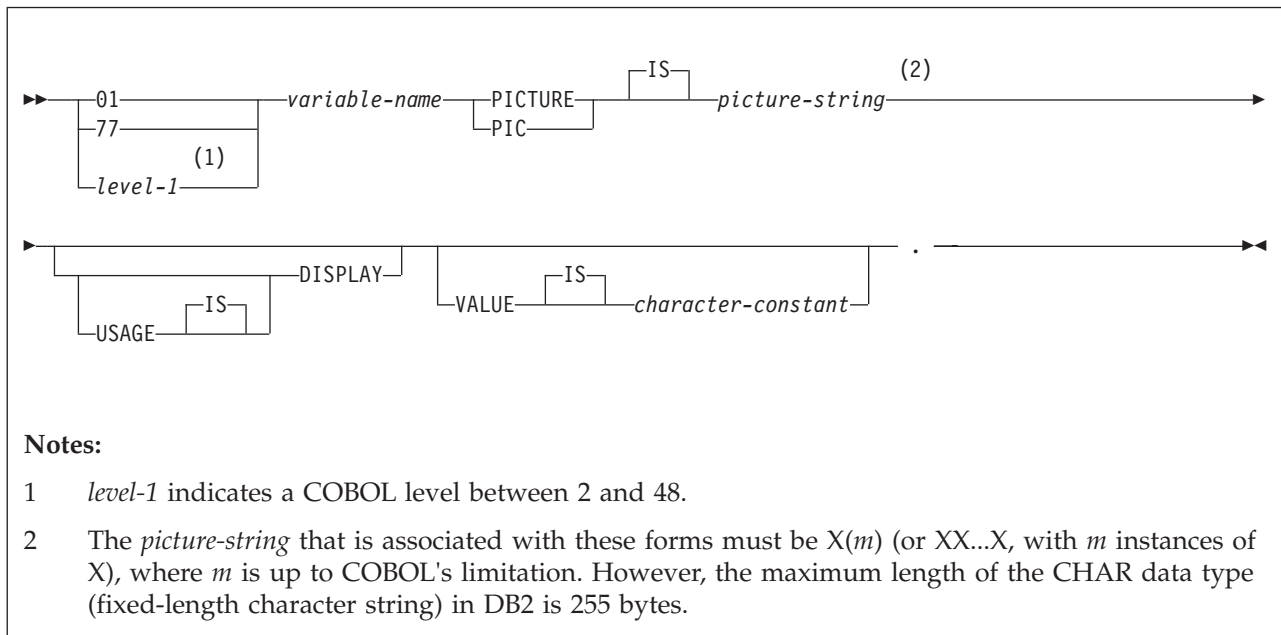 IS (2)
01 variable-name PICTURE picture-string
77 PIC
(1)
level-1
DISPLAY .
IS VALUE IS character-constant
USAGE
Notes:
1 level-1 indicates a COBOL level between 2 and 48.
2 The picture-string that is associated with these forms must be X(m) (or XX...X, with m instances of
X), where m is up to COBOL's limitation. However, the maximum length of the CHAR data type
(fixed-length character string) in DB2 is 255 bytes.